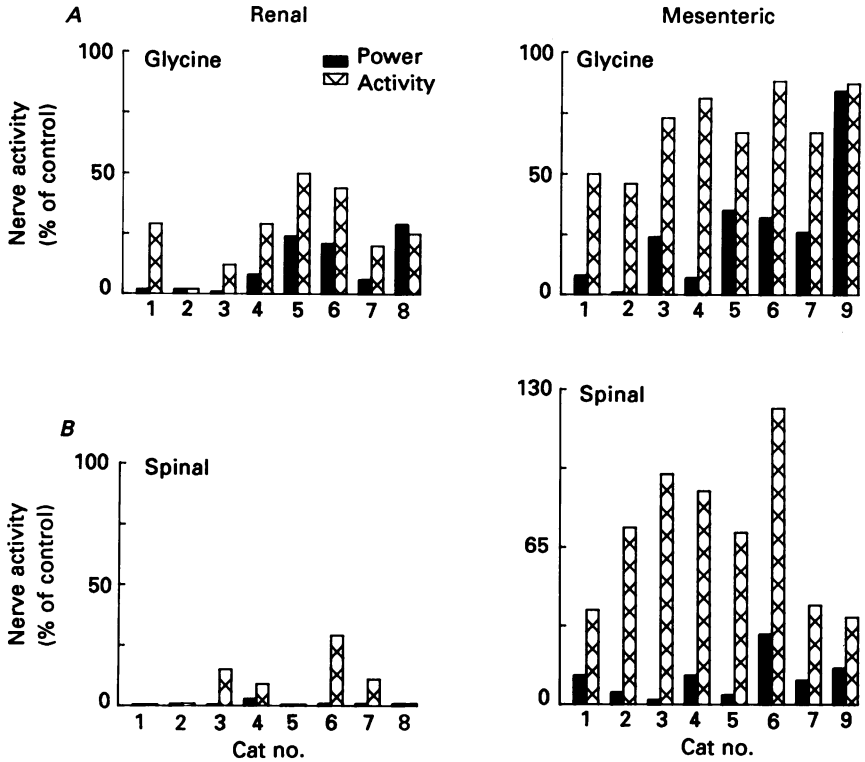 A
Renal
Mesenteric
100
50
0
Nerve activity
(% of control)
Glycine
Power
Activity
1 2 3 4 5 6 7 8
100
50
0
Glycine
1 2 3 4 5 6 7 9
B
100
50
0
Nerve activity
(% of control)
Spinal
1 2 3 4 5 6 7 8
Cat no.
130
65
0
Spinal
1 2 3 4 5 6 7 9
Cat no.